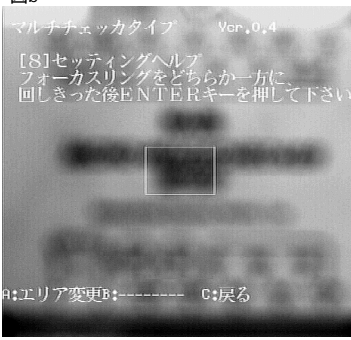 マルチチェッカタイプ Ver.0.4
[8]セッティングヘルプ
フォーカスリングをどちらか一方に、
回しきった後ENTERキーを押して下さい
A:エリア変更B:-------- C:戻る